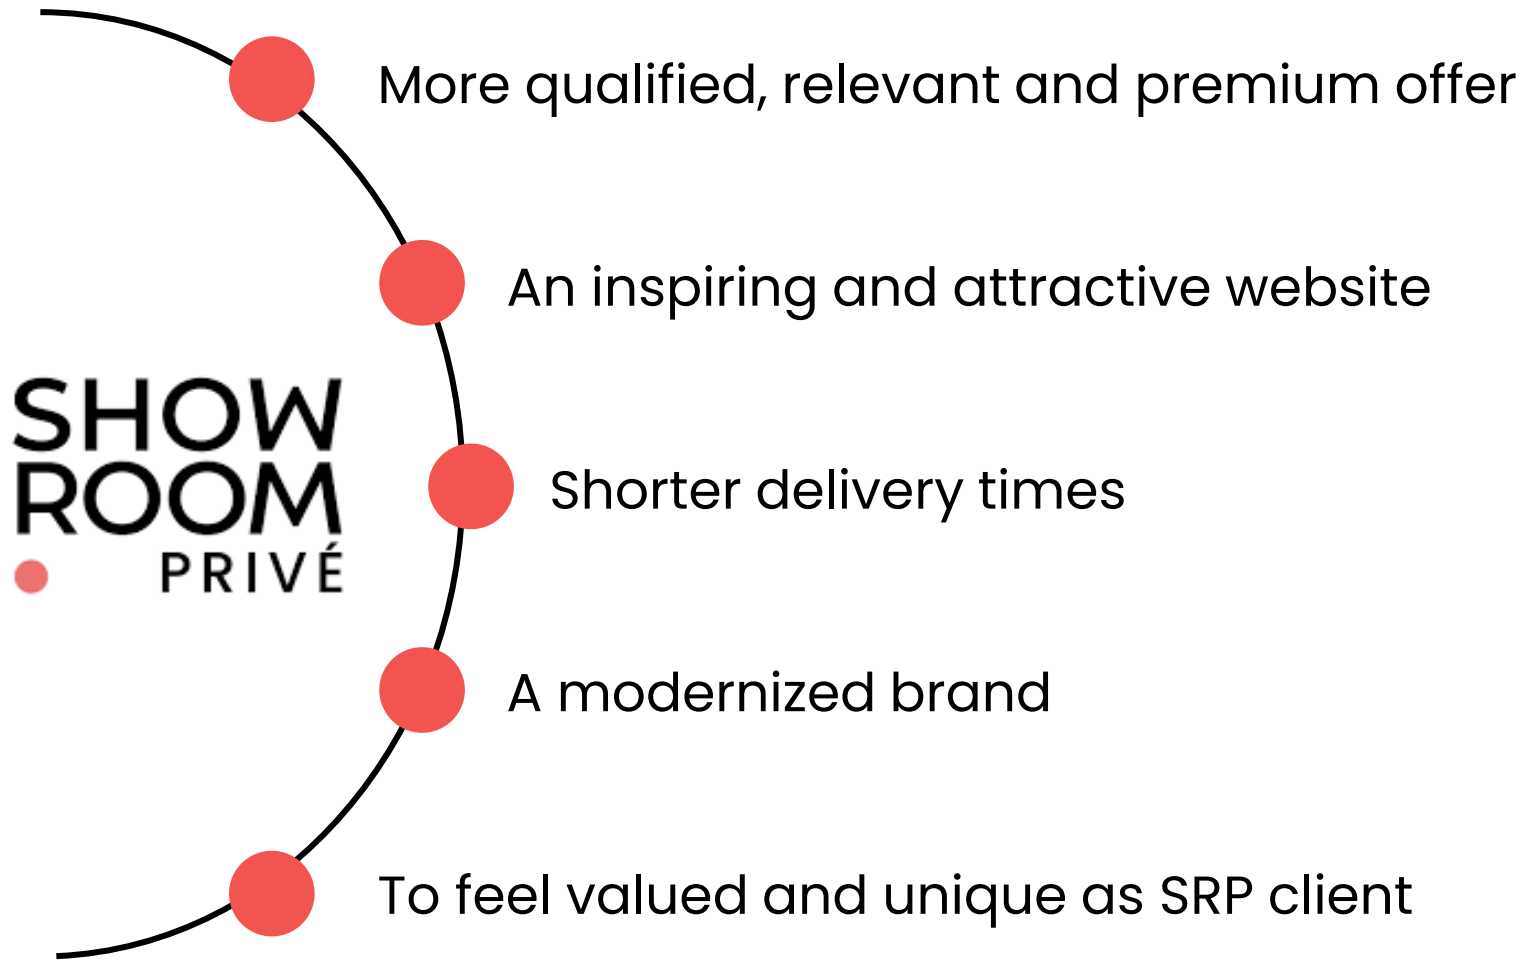 More qualified, relevant and premium offer
An inspiring and attractive website
SHOW
ROOM
PRIVÉ
Shorter delivery times
A modernized brand
To feel valued and unique as SRP client